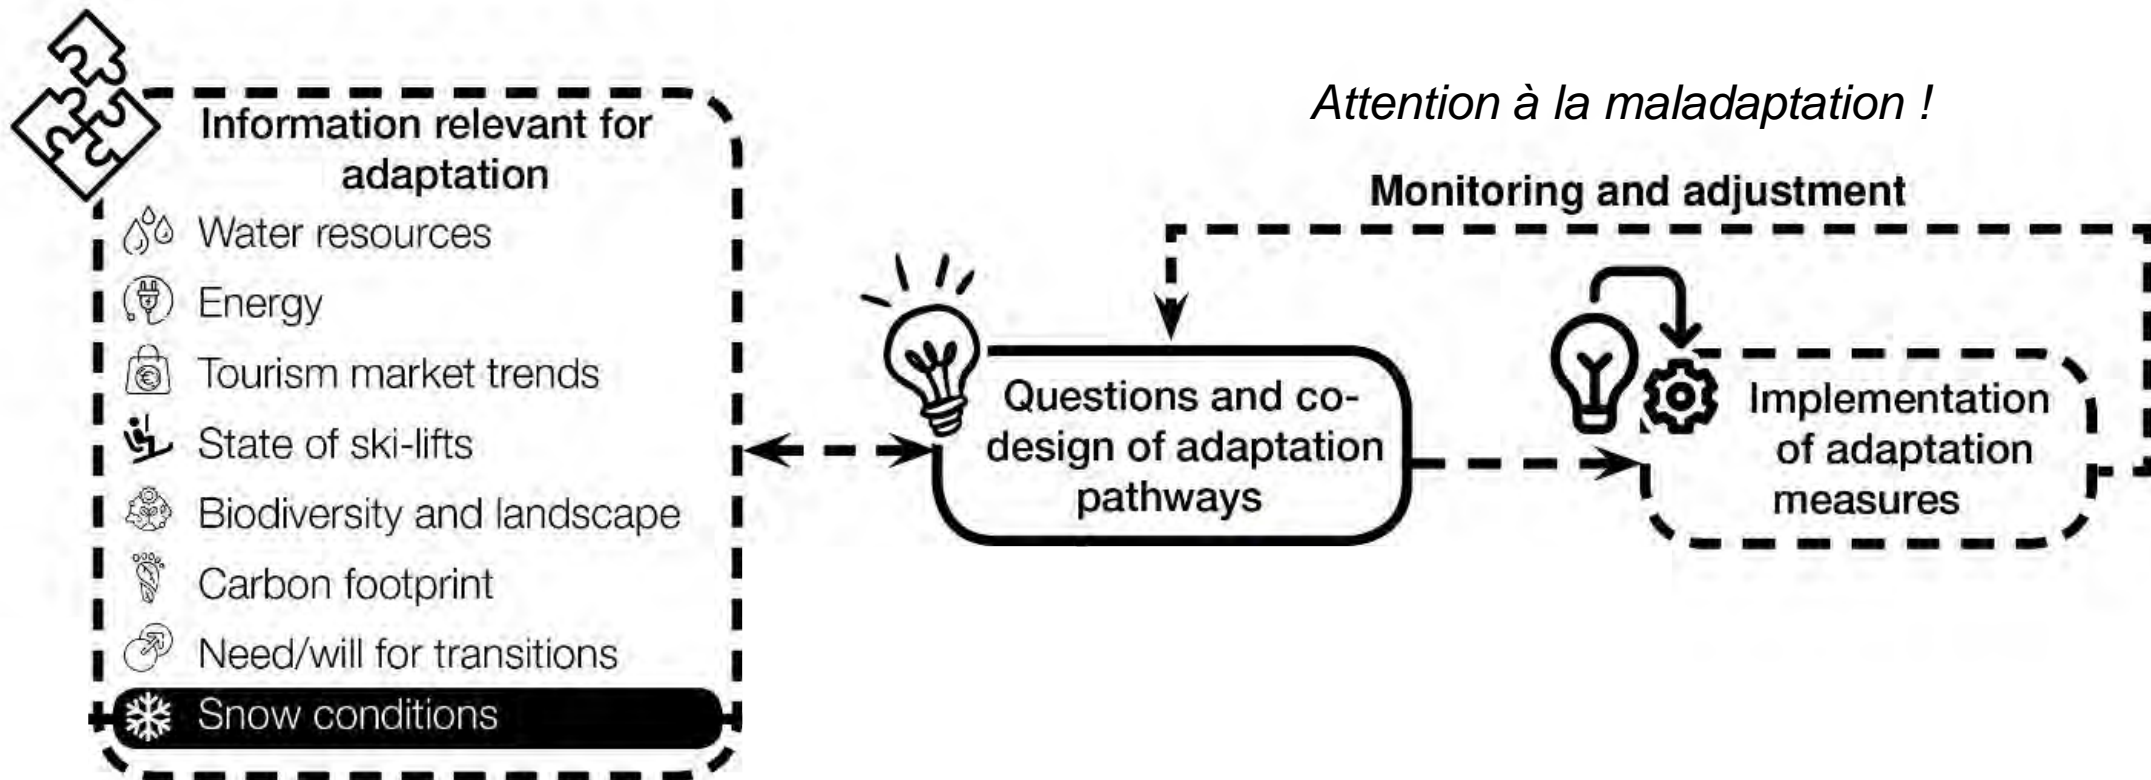 Information relevant for
adaptation
Water resources
Energy
Tourism market trends
State of ski-lifts
Biodiversity and landscape
Carbon footprint
Need/will for transitions
Snow conditions
Questions and co-
design of adaptation
pathways
Attention à la maladaptation !
Monitoring and adjustment
Implementation
of adaptation
measures